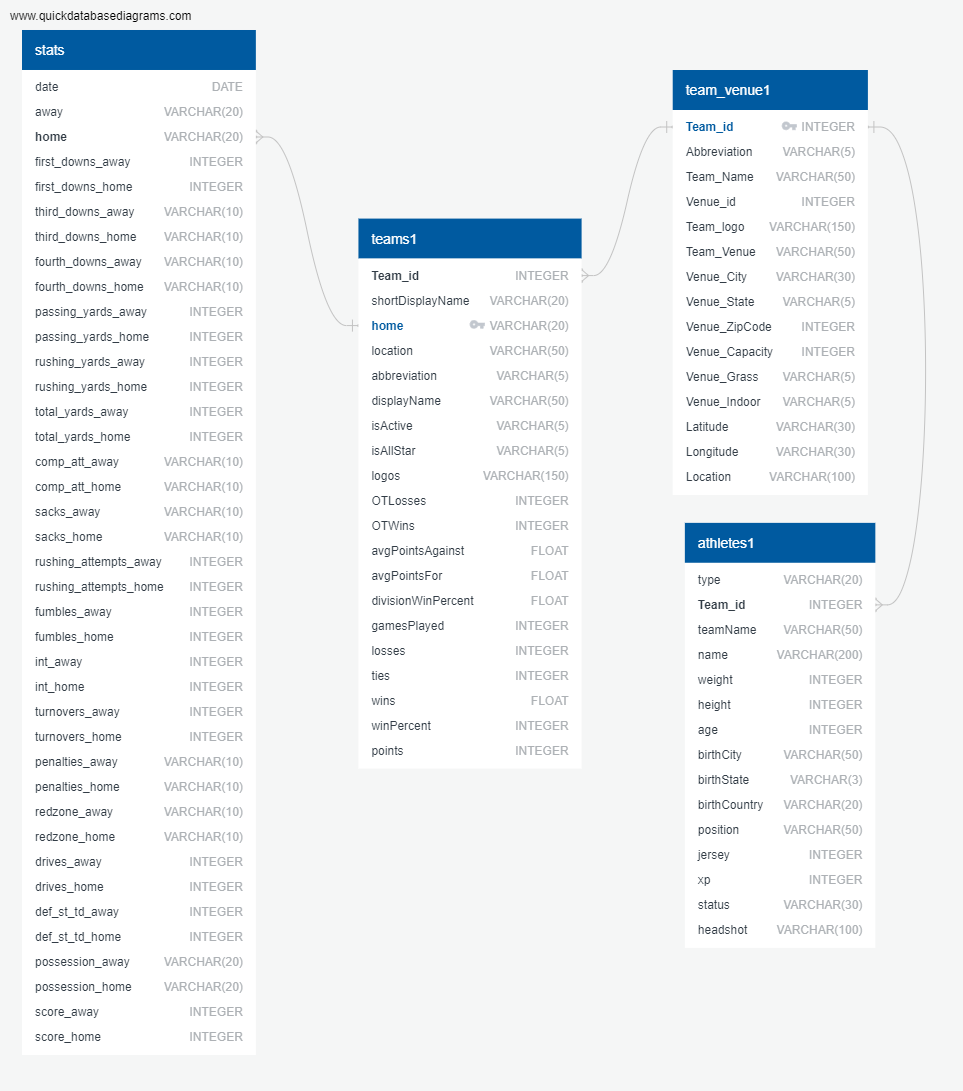 www.quickdatabasediagrams.com
stats
date DATE
away VARCHAR(20)
home VARCHAR(20)
first_downs_away INTEGER
first_downs_home INTEGER
third_downs_away VARCHAR(10)
third_downs_home VARCHAR(10)
fourth_downs_away VARCHAR(10)
fourth_downs_home VARCHAR(10)
passing_yards_away INTEGER
passing_yards_home INTEGER
rushing_yards_away INTEGER
rushing_yards_home INTEGER
total_yards_away INTEGER
total_yards_home INTEGER
comp_att_away VARCHAR(10)
comp_att_home VARCHAR(10)
sacks_away VARCHAR(10)
sacks_home VARCHAR(10)
rushing_attempts_away INTEGER
rushing_attempts_home INTEGER
fumbles_away INTEGER
fumbles_home INTEGER
int_away INTEGER
int_home INTEGER
turnovers_away INTEGER
turnovers_home INTEGER
penalties_away VARCHAR(10)
penalties_home VARCHAR(10)
redzone_away VARCHAR(10)
redzone_home VARCHAR(10)
drives_away INTEGER
drives_home INTEGER
def_st_td_away INTEGER
def_st_td_home INTEGER
possession_away VARCHAR(20)
possession_home VARCHAR(20)
score_away INTEGER
score_home INTEGER
teams1
Team_id INTEGER
shortDisplayName VARCHAR(20)
home VARCHAR(20)
location VARCHAR(50)
abbreviation VARCHAR(5)
displayName VARCHAR(50)
isActive VARCHAR(5)
isAllStar VARCHAR(5)
logos VARCHAR(150)
OTLosses INTEGER
OTWins INTEGER
avgPointsAgainst FLOAT
avgPointsFor FLOAT
divisionWinPercent FLOAT
gamesPlayed INTEGER
losses INTEGER
ties INTEGER
wins FLOAT
winPercent INTEGER
points INTEGER
team_venue1
Team_id INTEGER
Abbreviation VARCHAR(5)
Team_Name VARCHAR(50)
Venue_id INTEGER
Team_logo VARCHAR(150)
Team_Venue VARCHAR(50)
Venue_City VARCHAR(30)
Venue_State VARCHAR(5)
Venue_ZipCode INTEGER
Venue_Capacity INTEGER
Venue_Grass VARCHAR(5)
Venue_Indoor VARCHAR(5)
Latitude VARCHAR(30)
Longitude VARCHAR(30)
Location VARCHAR(100)
athletes1
type VARCHAR(20)
Team_id INTEGER
teamName VARCHAR(50)
name VARCHAR(200)
weight INTEGER
height INTEGER
age INTEGER
birthCity VARCHAR(50)
birthState VARCHAR(3)
birthCountry VARCHAR(20)
position VARCHAR(50)
jersey INTEGER
xp INTEGER
status VARCHAR(30)
headshot VARCHAR(100)